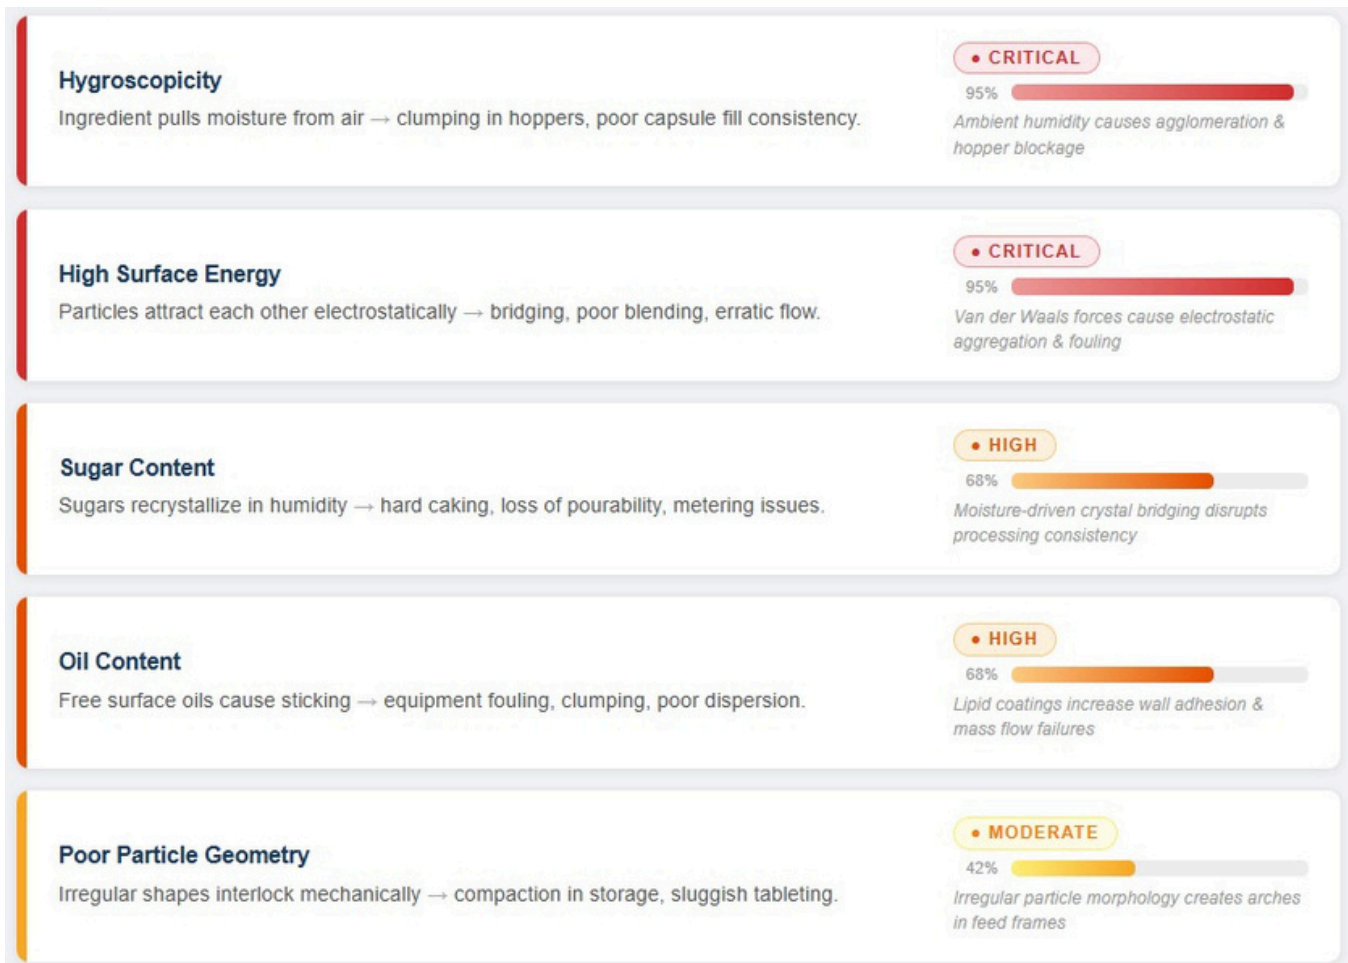 Hygroscopicity
Ingredient pulls moisture from air → clumping in hoppers, poor capsule fill consistency.
• CRITICAL
95%
Ambient humidity causes agglomeration &
hopper blockage
High Surface Energy
Particles attract each other electrostatically → bridging, poor blending, erratic flow.
• CRITICAL
95%
Van der Waals forces cause electrostatic
aggregation & fouling
Sugar Content
Sugars recrystallize in humidity → hard caking, loss of pourability, metering issues.
• HIGH
68%
Moisture-driven crystal bridging disrupts
processing consistency
Oil Content
Free surface oils cause sticking → equipment fouling, clumping, poor dispersion.
• HIGH
68%
Lipid coatings increase wall adhesion &
mass flow failures
Poor Particle Geometry
Irregular shapes interlock mechanically → compaction in storage, sluggish tableting.
• MODERATE
42%
Irregular particle morphology creates arches
in feed frames